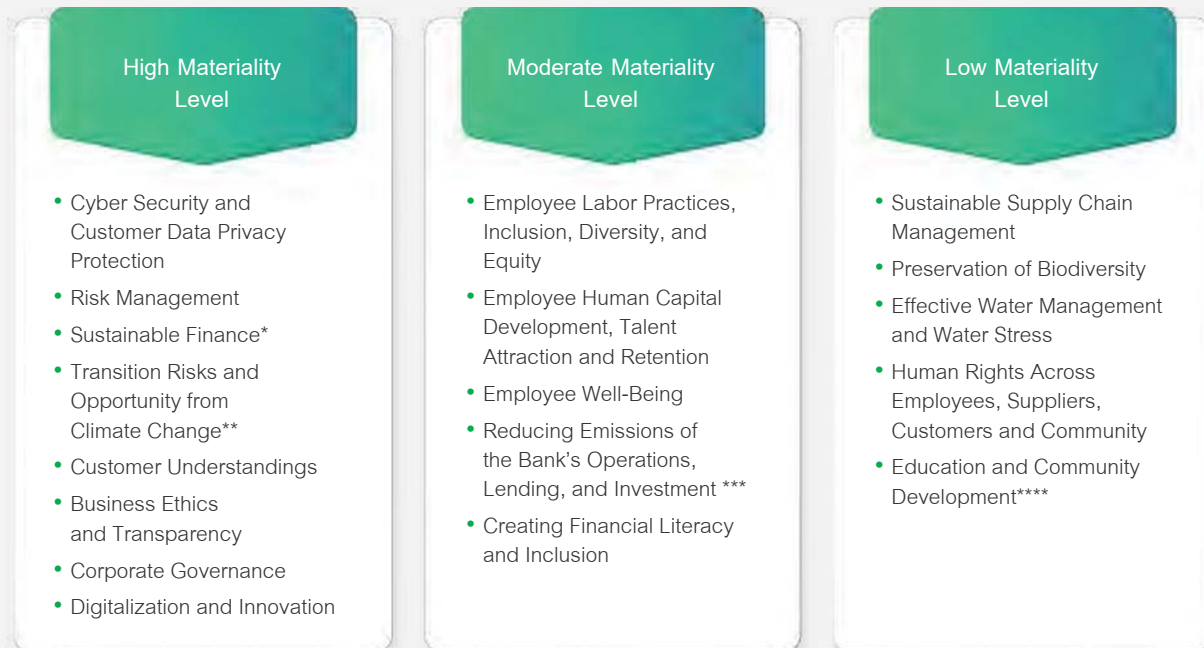 High Materiality
Level
• Cyber Security and
Customer Data Privacy
Protection
• Risk Management
• Sustainable Finance*
• Transition Risks and
Opportunity from
Climate Change**
• Customer Understandings
• Business Ethics
and Transparency
• Corporate Governance
• Digitalization and Innovation
Moderate Materiality
Level
• Employee Labor Practices,
Inclusion, Diversity, and
Equity
• Employee Human Capital
Development, Talent
Attraction and Retention
• Employee Well-Being
• Reducing Emissions of
the Bank's Operations,
Lending, and Investment ***
• Creating Financial Literacy
and Inclusion
Low Materiality
Level
• Sustainable Supply Chain
Management
• Preservation of Biodiversity
• Effective Water Management
and Water Stress
• Human Rights Across
Employees, Suppliers,
Customers and Community
• Education and Community
Development****